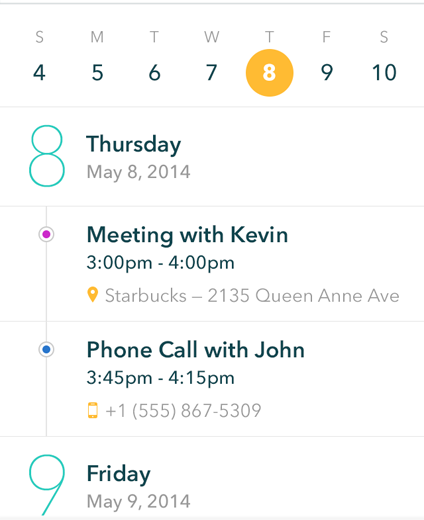 S M T W T F S
4 5 6 7 8 9 10
8 Thursday
May 8, 2014
Meeting with Kevin
3:00pm - 4:00pm
Starbucks – 2135 Queen Anne Ave
Phone Call with John
3:45pm - 4:15pm
+1 (555) 867-5309
9 Friday
May 9, 2014